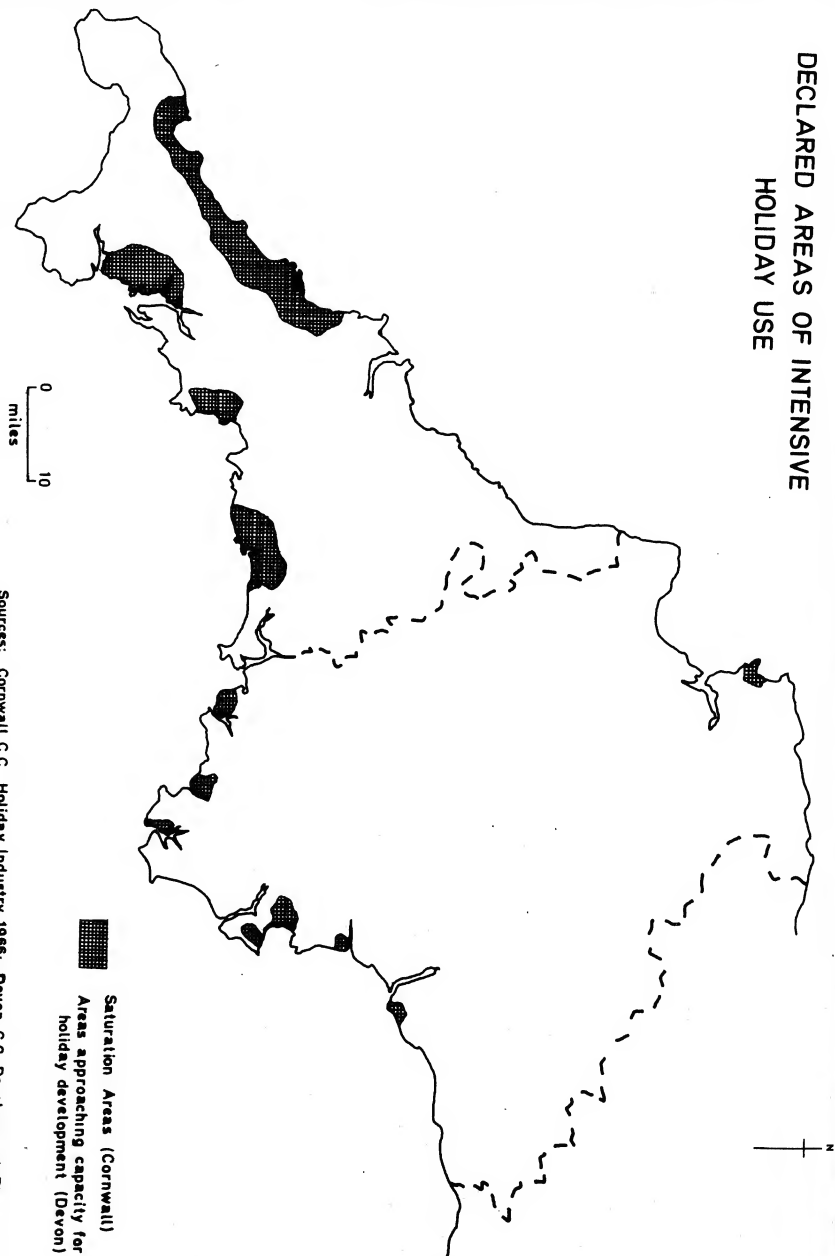 DECLARED AREAS OF INTENSIVE
HOLIDAY USE
N
0 10
miles
Saturation Areas (Cornwall)
Areas approaching capacity for
holiday development (Devon)
Sources: Cornwall C.C. Holiday Industry 1966; Devon C.C.